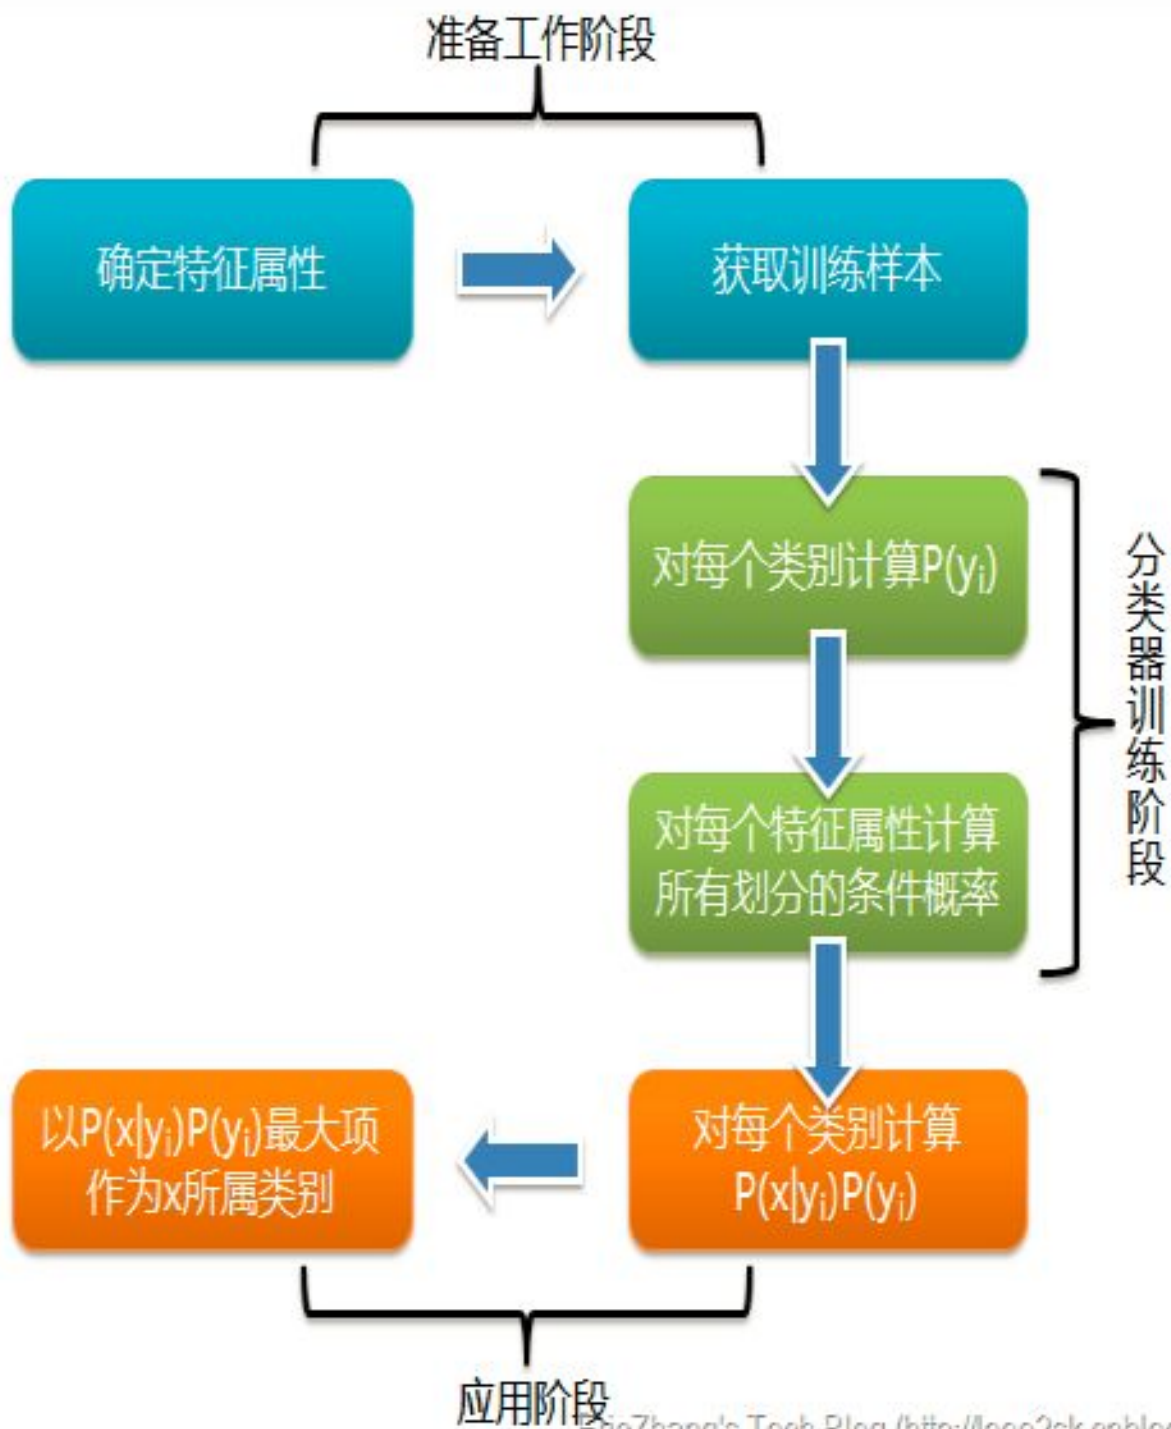 准备工作阶段
确定特征属性
获取训练样本
对每个类别计算P(yi)
分类器训练阶段
对每个特征属性计算
所有划分的条件概率
对每个类别计算
P(x|yi)P(yi)
以P(x|yi)P(yi)最大项
作为x所属类别
应用阶段
Tech Blog